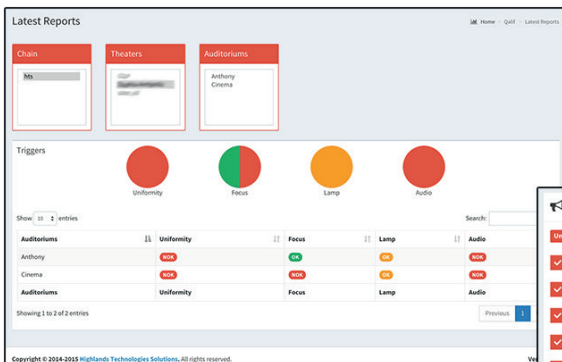 Latest Reports
Home > Qalif > Latest Reports
Chain
Theaters
Auditoriums
hts
Anthony
Cinema
Triggers
Uniformity
Focus
Lamp
Audio
Show 10 entries
Search:
Auditoriums Uniformity Focus Lamp Audio
Anthony NOK OK OK NOK
Cinema NOK NOK OK NOK
Auditoriums Uniformity Focus Lamp Audio
Showing 1 to 2 of 2 entries
Previous 1
Copyright © 2014-2015 Highlands Technologies Solutions. All rights reserved.